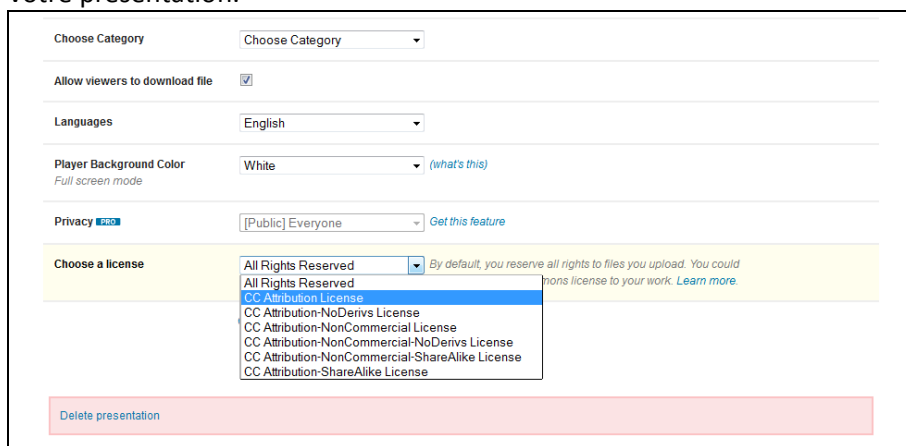 Votre présentation.
Choose Category Choose Category
Allow viewers to download file
Languages English
Player Background Color White (what's this)
Full screen mode
Privacy PRO [Public] Everyone Get this feature
Choose a license All Rights Reserved By default, you reserve all rights to files you upload. You could
All Rights Reserved mons license to your work. Learn more.
CC Attribution License
CC Attribution-NoDerivs License
CC Attribution-NonCommercial License
CC Attribution-NonCommercial-NoDerivs License
CC Attribution-NonCommercial-ShareAlike License
CC Attribution-ShareAlike License
Delete presentation